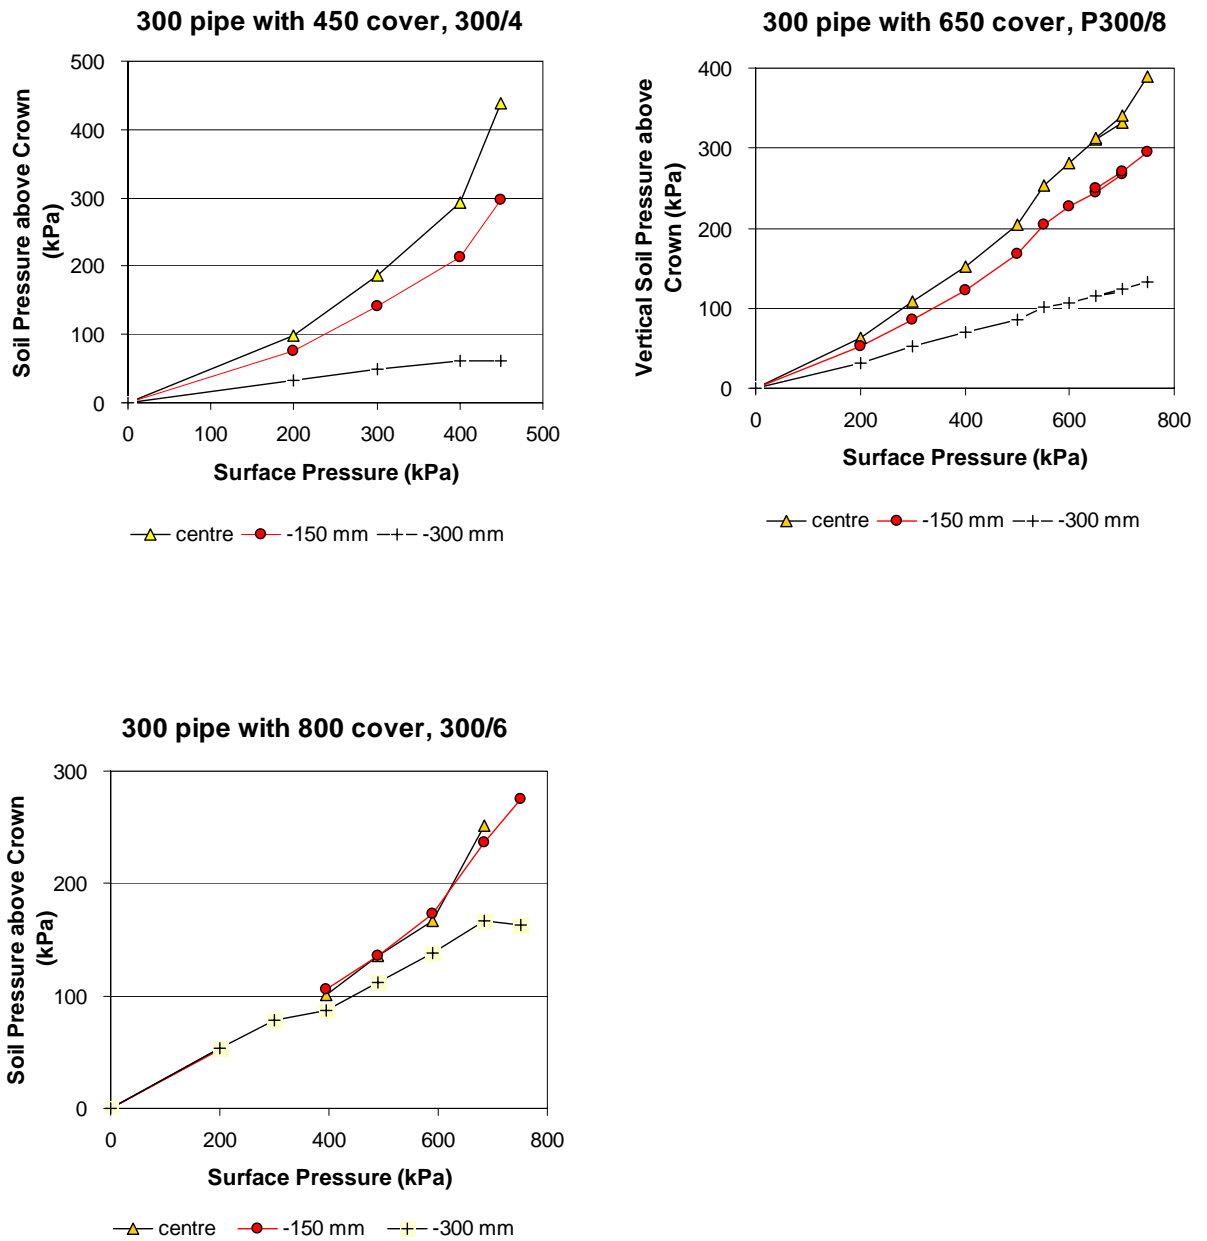 300 pipe with 450 cover, 300/4
500
400
300
200
100
0
Soil Pressure above Crown
(kPa)
0 100 200 300 400 500
Surface Pressure (kPa)
centre -150 mm -300 mm
300 pipe with 650 cover, P300/8
400
300
200
100
0
Vertical Soil Pressure above
Crown (kPa)
0 200 400 600 800
Surface Pressure (kPa)
centre -150 mm -300 mm
300 pipe with 800 cover, 300/6
300
200
100
0
Soil Pressure above Crown
(kPa)
0 200 400 600 800
Surface Pressure (kPa)
centre -150 mm -300 mm